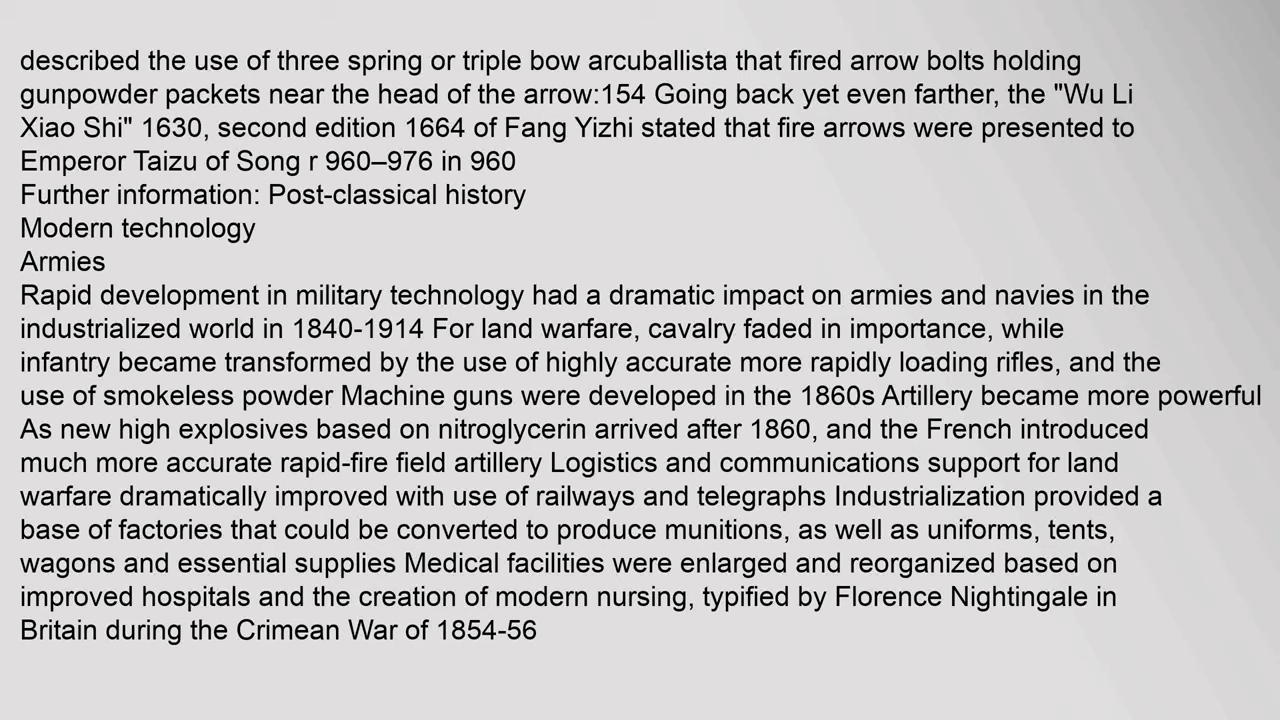 described the use of three spring or triple bow arcuballista that fired arrow bolts holding
gunpowder packets near the head of the arrow:154 Going back yet even farther, the "Wu Li
Xiao Shi" 1630, second edition 1664 of Fang Yizhi stated that fire arrows were presented to
Emperor Taizu of Song r 960–976 in 960
Further information: Post-classical history
Modern technology
Armies
Rapid development in military technology had a dramatic impact on armies and navies in the
industrialized world in 1840-1914 For land warfare, cavalry faded in importance, while
infantry became transformed by the use of highly accurate more rapidly loading rifles, and the
use of smokeless powder Machine guns were developed in the 1860s Artillery became more powerful
As new high explosives based on nitroglycerin arrived after 1860, and the French introduced
much more accurate rapid-fire field artillery Logistics and communications support for land
warfare dramatically improved with use of railways and telegraphs Industrialization provided a
base of factories that could be converted to produce munitions, as well as uniforms, tents,
wagons and essential supplies Medical facilities were enlarged and reorganized based on
improved hospitals and the creation of modern nursing, typified by Florence Nightingale in
Britain during the Crimean War of 1854-56